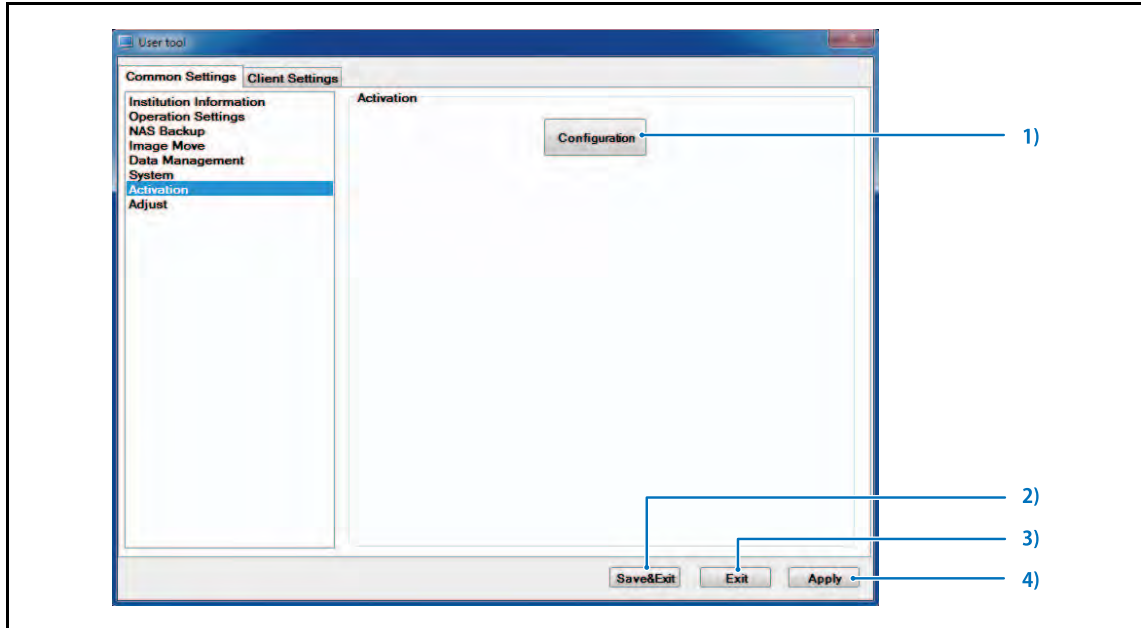 User tool
Common Settings Client Settings
Institution Information
Operation Settings
NAS Backup
Image Move
Data Management
System
Activation
Adjust
Activation
Configuration
1)
2)
3)
Save&Exit Exit Apply
4)